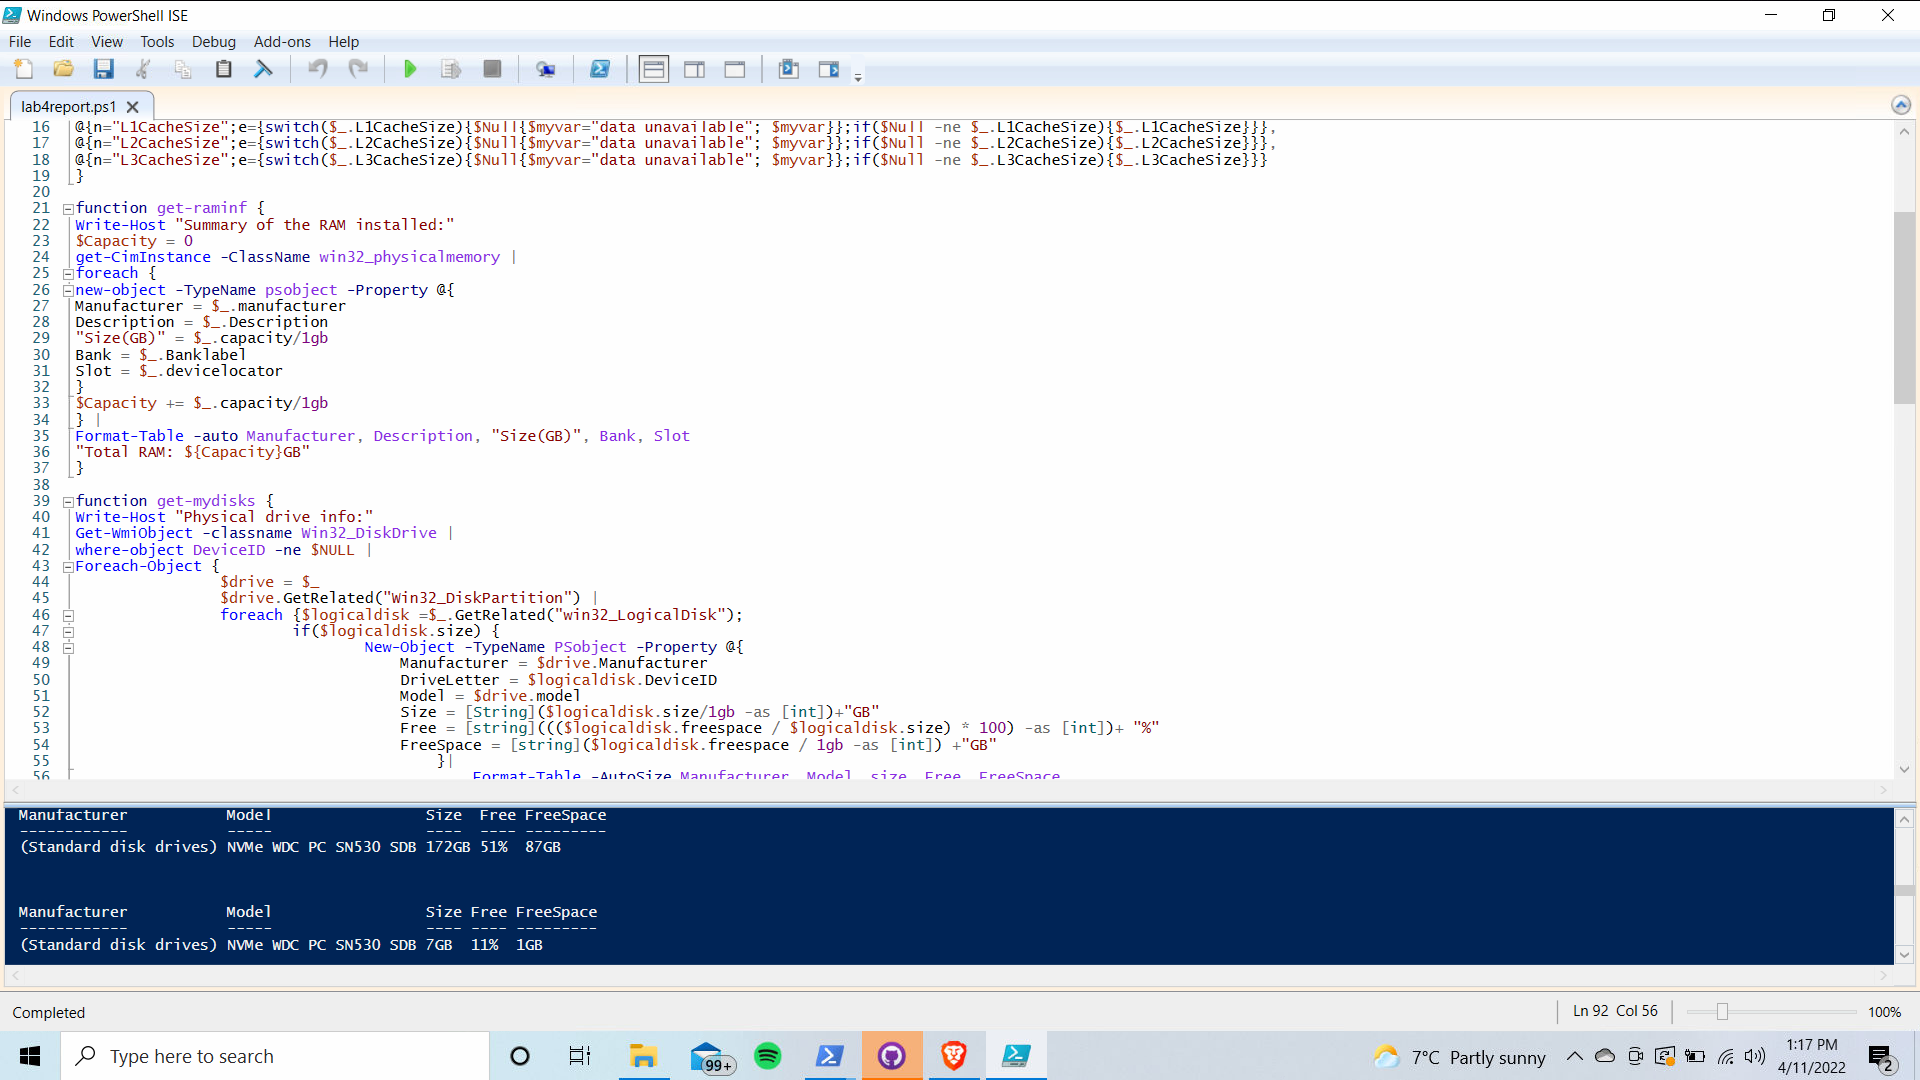 Windows PowerShell ISE
File Edit View Tools Debug Add-ons Help
lab4report.ps1
16 @{n="L1CacheSize";e={switch($_.L1CacheSize){$Null{$myvar="data unavailable"; $myvar}};if($Null -ne $_.L1CacheSize){$_.L1CacheSize}}},
17 @{n="L2CacheSize";e={switch($_.L2CacheSize){$Null{$myvar="data unavailable"; $myvar}};if($Null -ne $_.L2CacheSize){$_.L2CacheSize}}},
18 @{n="L3CacheSize";e={switch($_.L3CacheSize){$Null{$myvar="data unavailable"; $myvar}};if($Null -ne $_.L3CacheSize){$_.L3CacheSize}}}
19 }
20
21 function get-raminf {
22 Write-Host "Summary of the RAM installed:"
23 $Capacity = 0
24 get-CimInstance -ClassName win32_physicalmemory |
25 foreach {
26 new-object -TypeName psobject -Property @{
27 Manufacturer = $_.manufacturer
28 Description = $_.Description
29 "Size(GB)" = $_.capacity/1gb
30 Bank = $_.Banklabel
31 Slot = $_.devicelocator
32 }
33 $Capacity += $_.capacity/1gb
34 } |
35 Format-Table -auto Manufacturer, Description, "Size(GB)", Bank, Slot
36 "Total RAM: ${Capacity}GB"
37 }
38
39 function get-mydisks {
40 Write-Host "Physical drive info:"
41 Get-WmiObject -classname Win32_DiskDrive |
42 where-object DeviceID -ne $NULL |
43 Foreach-Object {
44 $drive = $_
45 $drive.GetRelated("Win32_DiskPartition") |
46 foreach {$logicaldisk =$_.GetRelated("win32_LogicalDisk");
47 if($logicaldisk.size) {
48 New-Object -TypeName PSobject -Property @{
49 Manufacturer = $drive.Manufacturer
50 DriveLetter = $logicaldisk.DeviceID
51 Model = $drive.model
52 Size = [String]($logicaldisk.size/1gb -as [int])+"GB"
53 Free = [string]((($logicaldisk.freespace / $logicaldisk.size) * 100) -as [int])+ "%"
54 FreeSpace = [string]($logicaldisk.freespace / 1gb -as [int]) +"GB"
55 }|
56 Format-Table -AutoSize Manufacturer, Model, size, Free, FreeSpace
Manufacturer Model Size Free FreeSpace
------------ ----- ---- ---- ---------
(Standard disk drives) NVMe WDC PC SN530 SDB 172GB 51% 87GB
Manufacturer Model Size Free FreeSpace
------------ ----- ---- ---- ---------
(Standard disk drives) NVMe WDC PC SN530 SDB 7GB 11% 1GB
Completed
Ln 92 Col 56
100%
Type here to search
99+
7°C Partly sunny
1:17 PM
4/11/2022
2